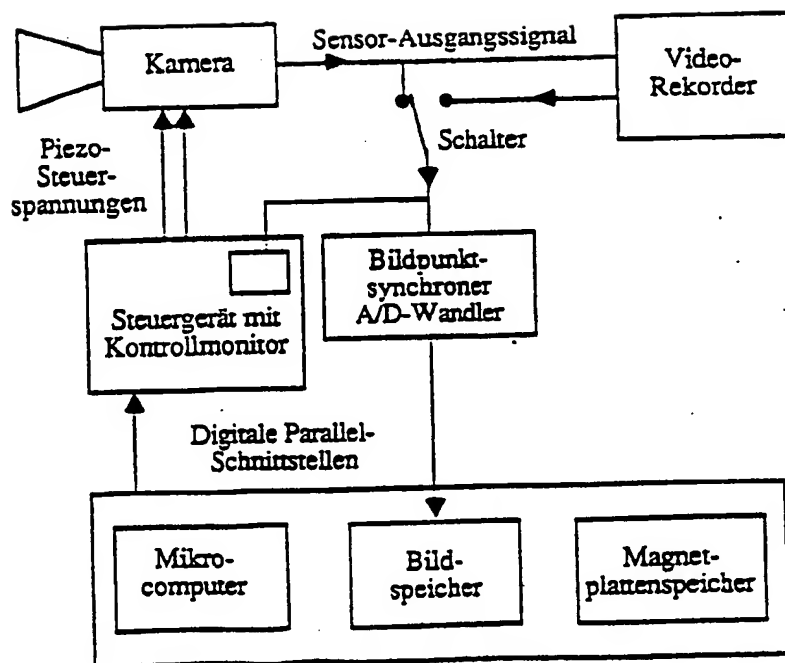 Kamera
Sensor-Ausgangssignal
Video-
Rekorder
Schalter
Piezo-
Steuer-
spannungen
Steuergerät mit
Kontrollmonitor
Bildpunkt-
synchroner
A/D-Wandler
Digitale Parallel-
Schnittstellen
Mikro-
computer
Bild-
speicher
Magnet-
plattenspeicher